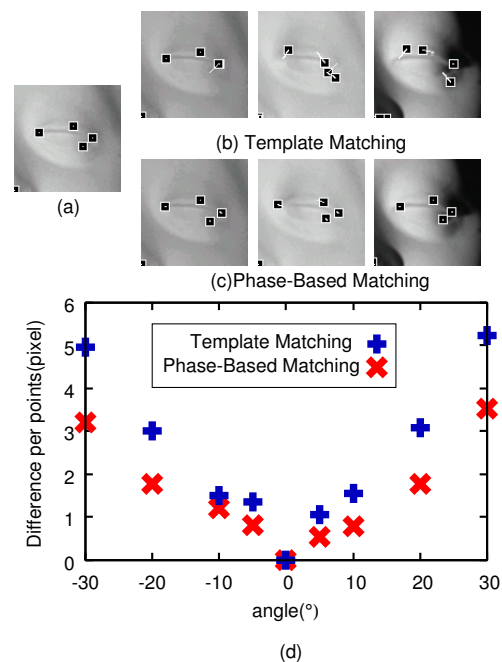 (a)
(b) Template Matching
(c)Phase-Based Matching
6
5
4
3
2
1
0
Difference per points(pixel)
Template Matching
Phase-Based Matching
-30 -20 -10 0 10 20 30
angle(°)
(d)